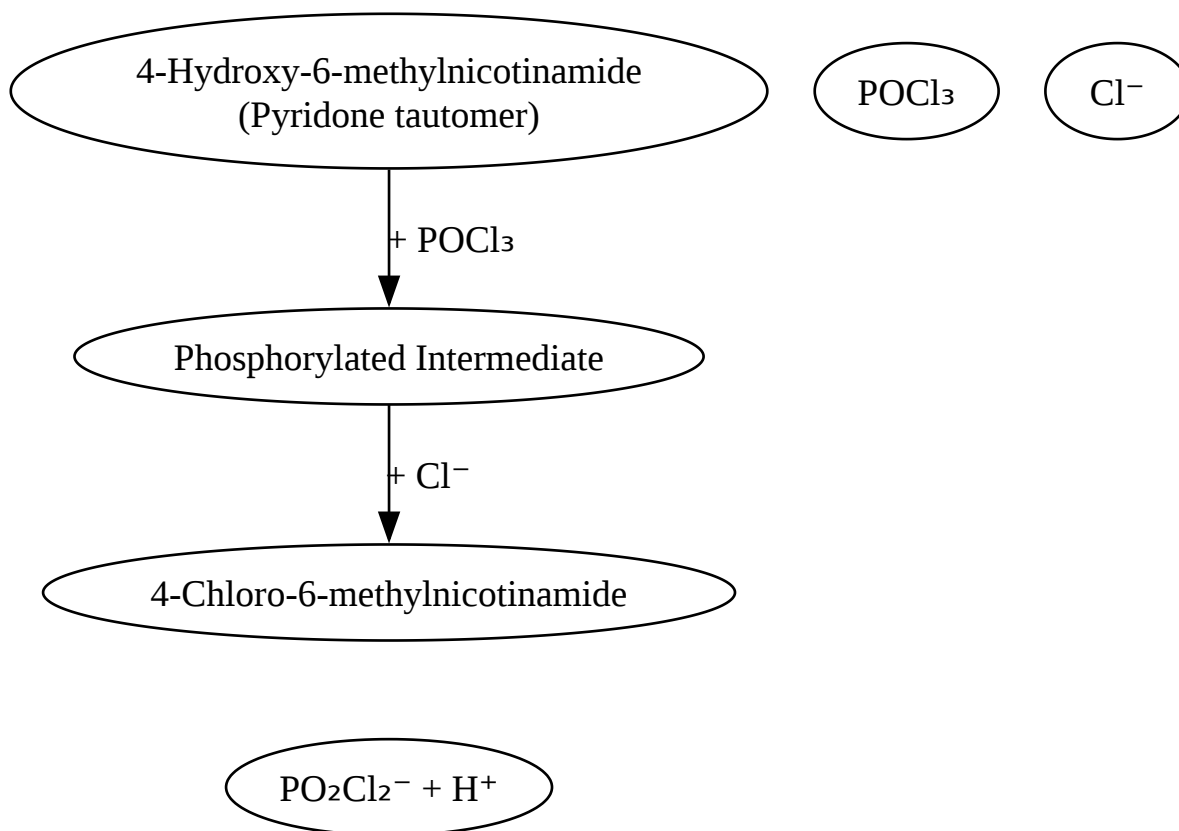 4-Hydroxy-6-methylnicotinamide
(Pyridone tautomer)
POCl₃
Cl⁻
+ POCl₃
Phosphorylated Intermediate
+ Cl⁻
4-Chloro-6-methylnicotinamide
PO₂Cl₂⁻ + H⁺